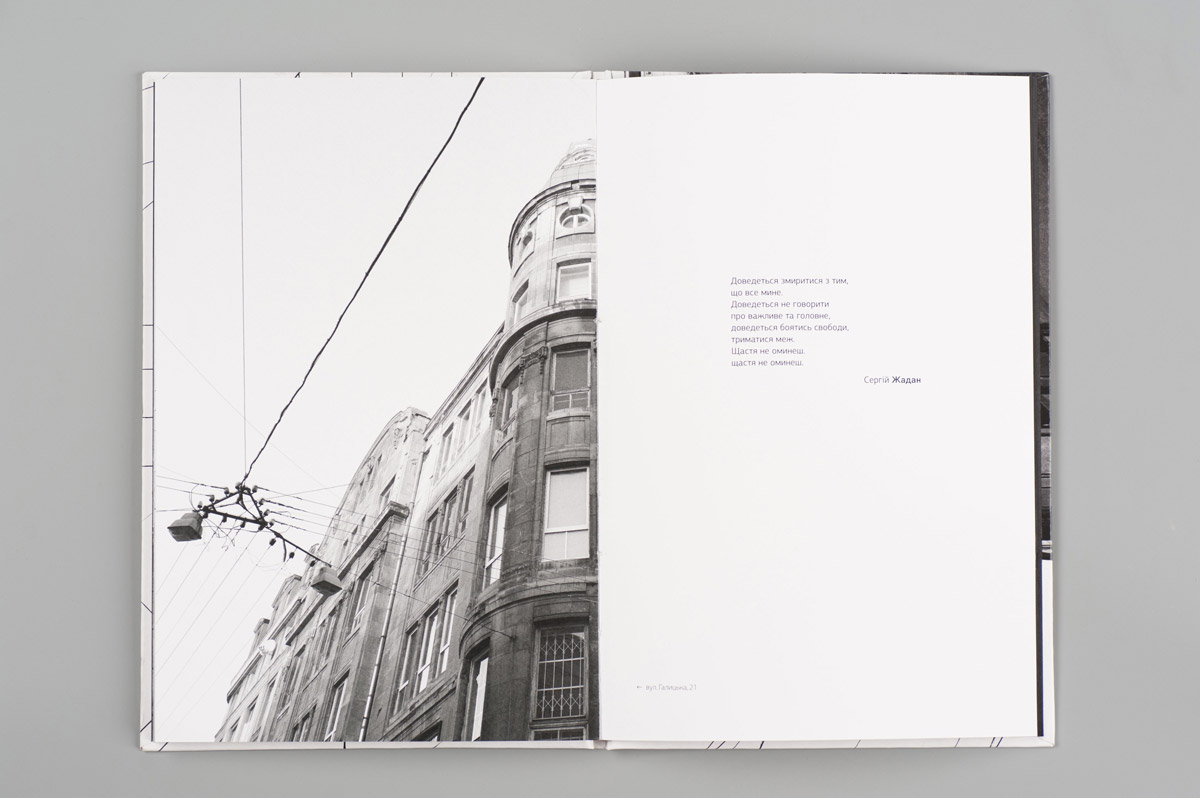 Доведеться змиритися з тим,
що все мине.
Доведеться не говорити
про важливе та головне,
доведеться боятись свободи,
триматися меж.
Щастя не оминеш.
щастя не оминеш.
Сергій Жадан
← вул.Галицька, 21